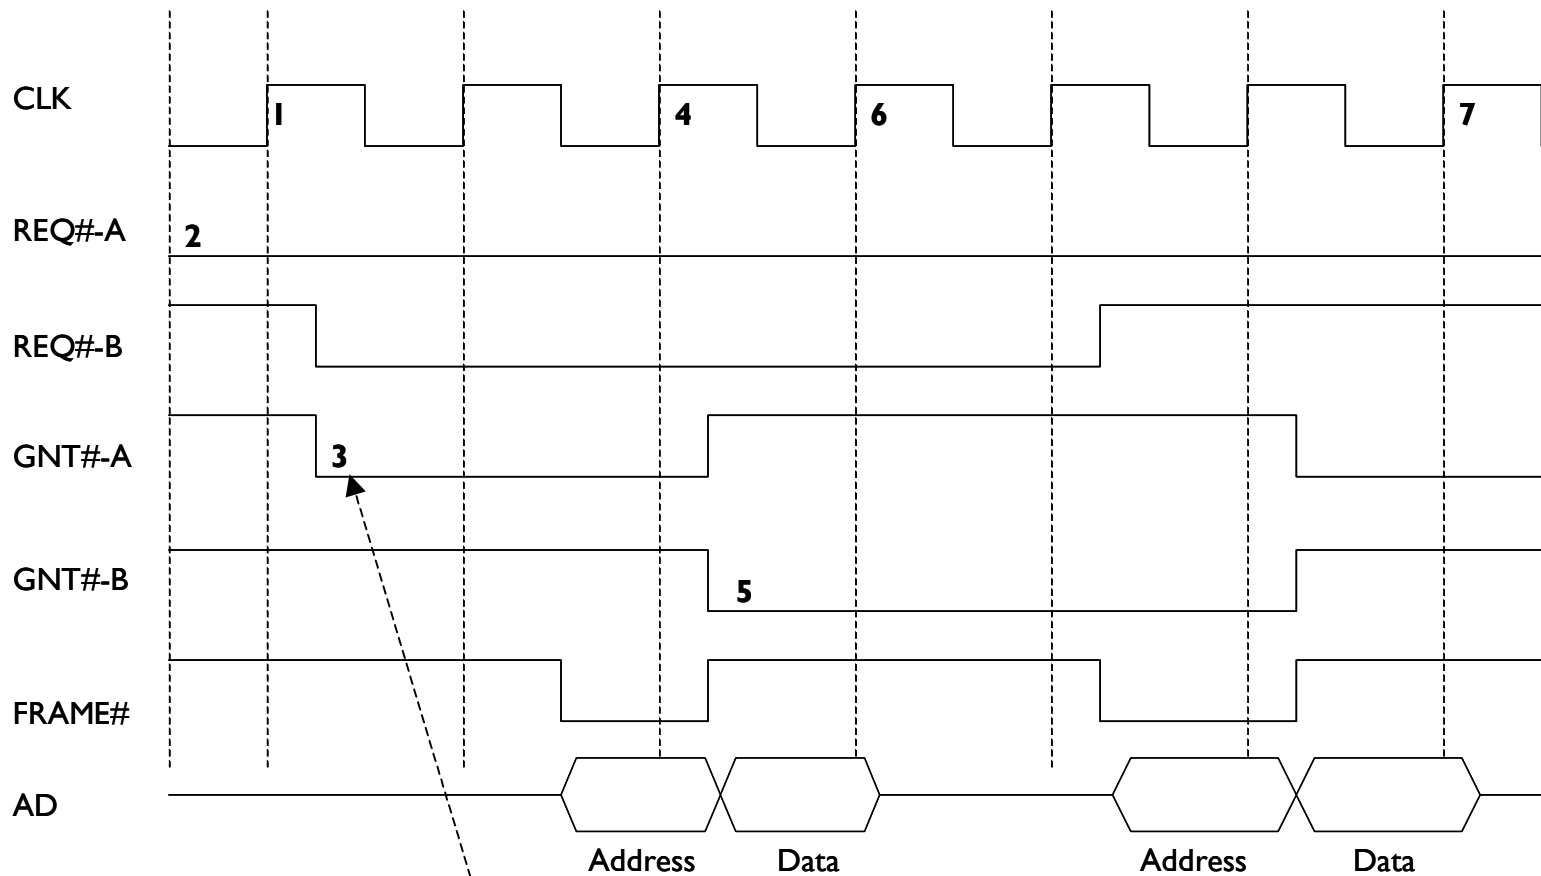 CLK
1
4
6
7
REQ#-A
2
REQ#-B
GNT#-A
3
GNT#-B
5
FRAME#
AD
Address
Data
Address
Data